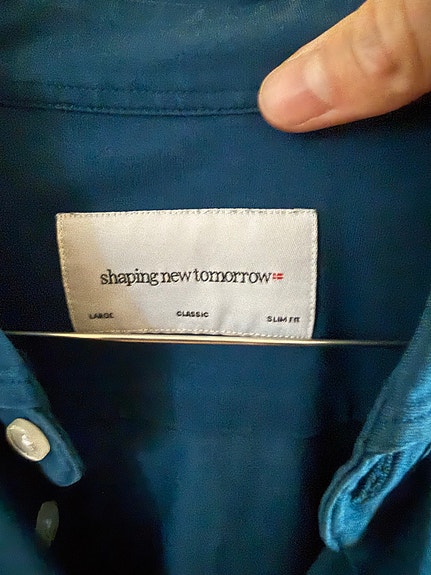 shaping new tomorrow
LARGE CLASSIC SLIM FIT